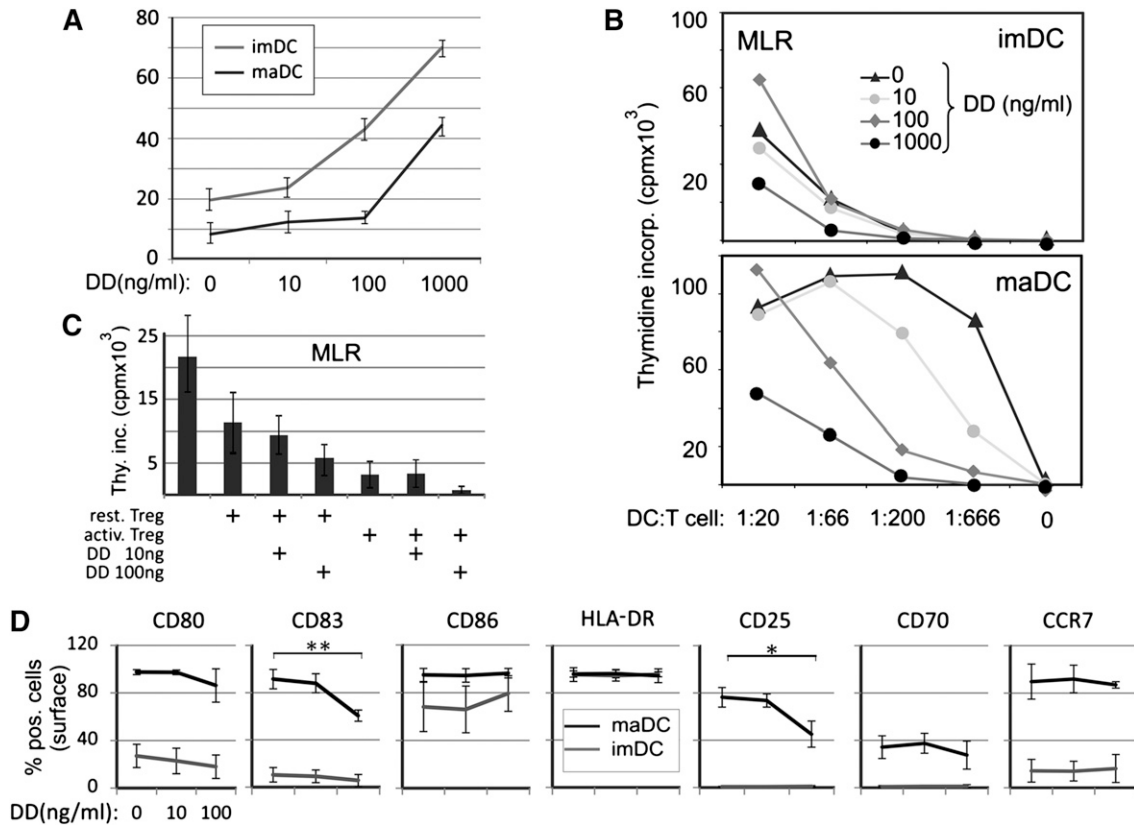 A
80
60
40
20
0
imDC
maDC
DD(ng/ml): 0 10 100 1000
B
100
60
20
MLR
imDC
0
10
100
1000
DD (ng/ml)
Thymidine incorp. (cpmx10³)
100
60
20
maDC
DC:T cell: 1:20 1:66 1:200 1:666 0
C
Thy. inc. (cpmx10³)
25
15
5
MLR
rest. Treg + + +
activ. Treg + + +
DD 10ng + +
DD 100ng + +
D
CD80 CD83 CD86 HLA-DR CD25 CD70 CCR7
% pos. cells
(surface)
120
80
40
0
**
*
maDC
imDC
DD(ng/ml): 0 10 100